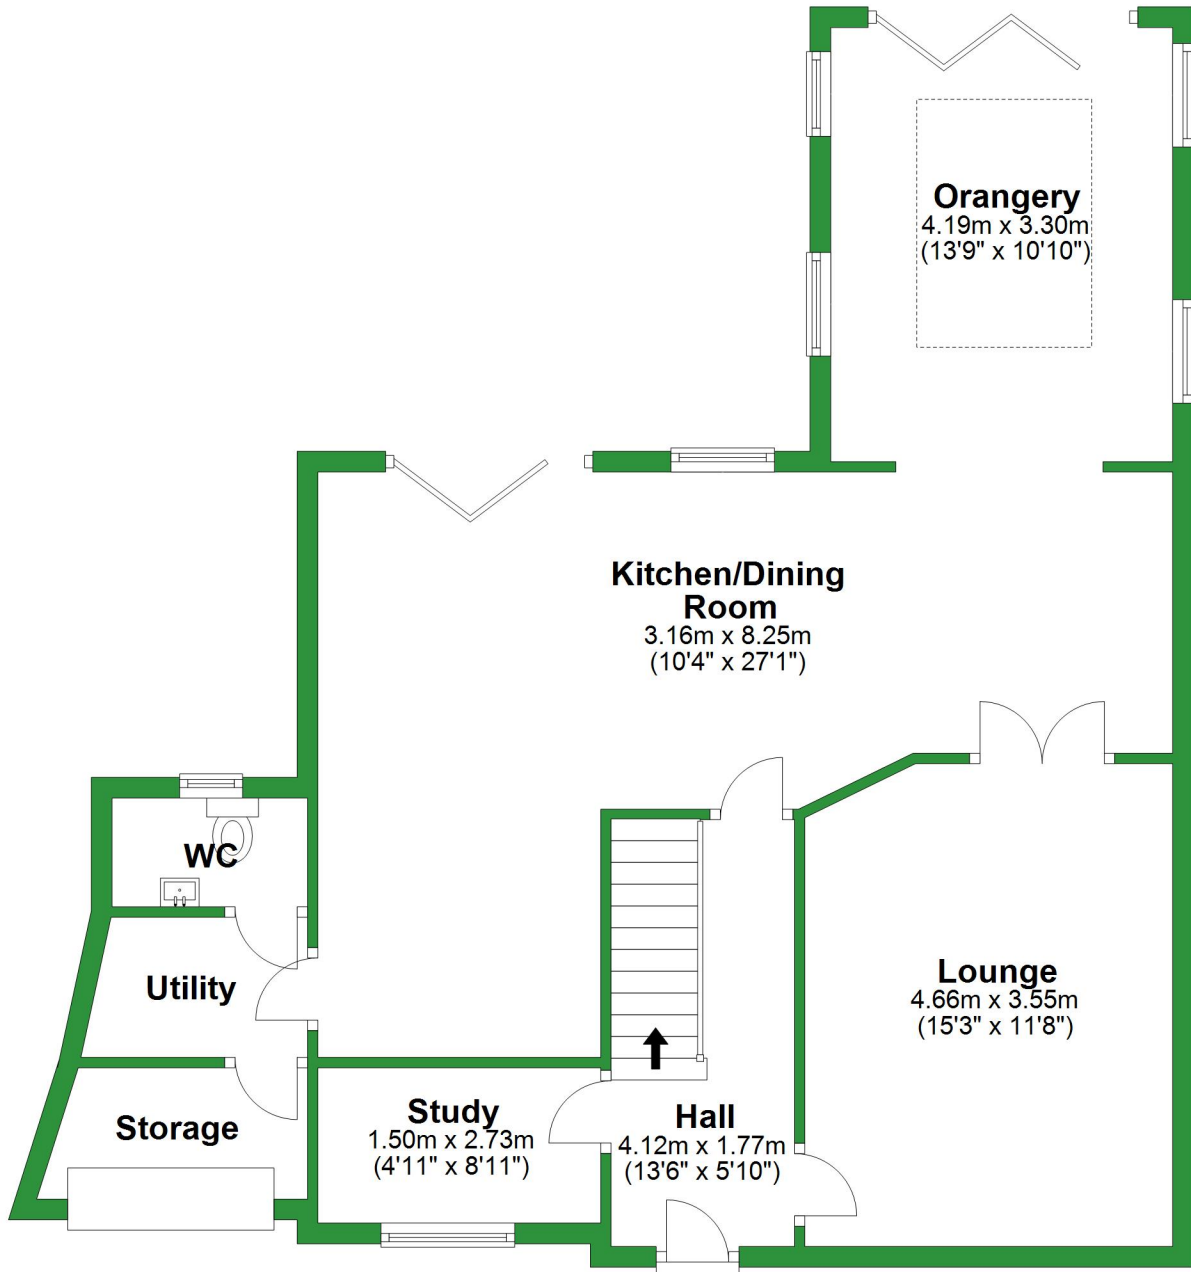 Orangery
4.19m x 3.30m
(13'9" x 10'10")
Kitchen/Dining
Room
3.16m x 8.25m
(10'4" x 27'1")
WC
Utility
Lounge
4.66m x 3.55m
(15'3" x 11'8")
Storage
Study
1.50m x 2.73m
(4'11" x 8'11")
Hall
4.12m x 1.77m
(13'6" x 5'10")